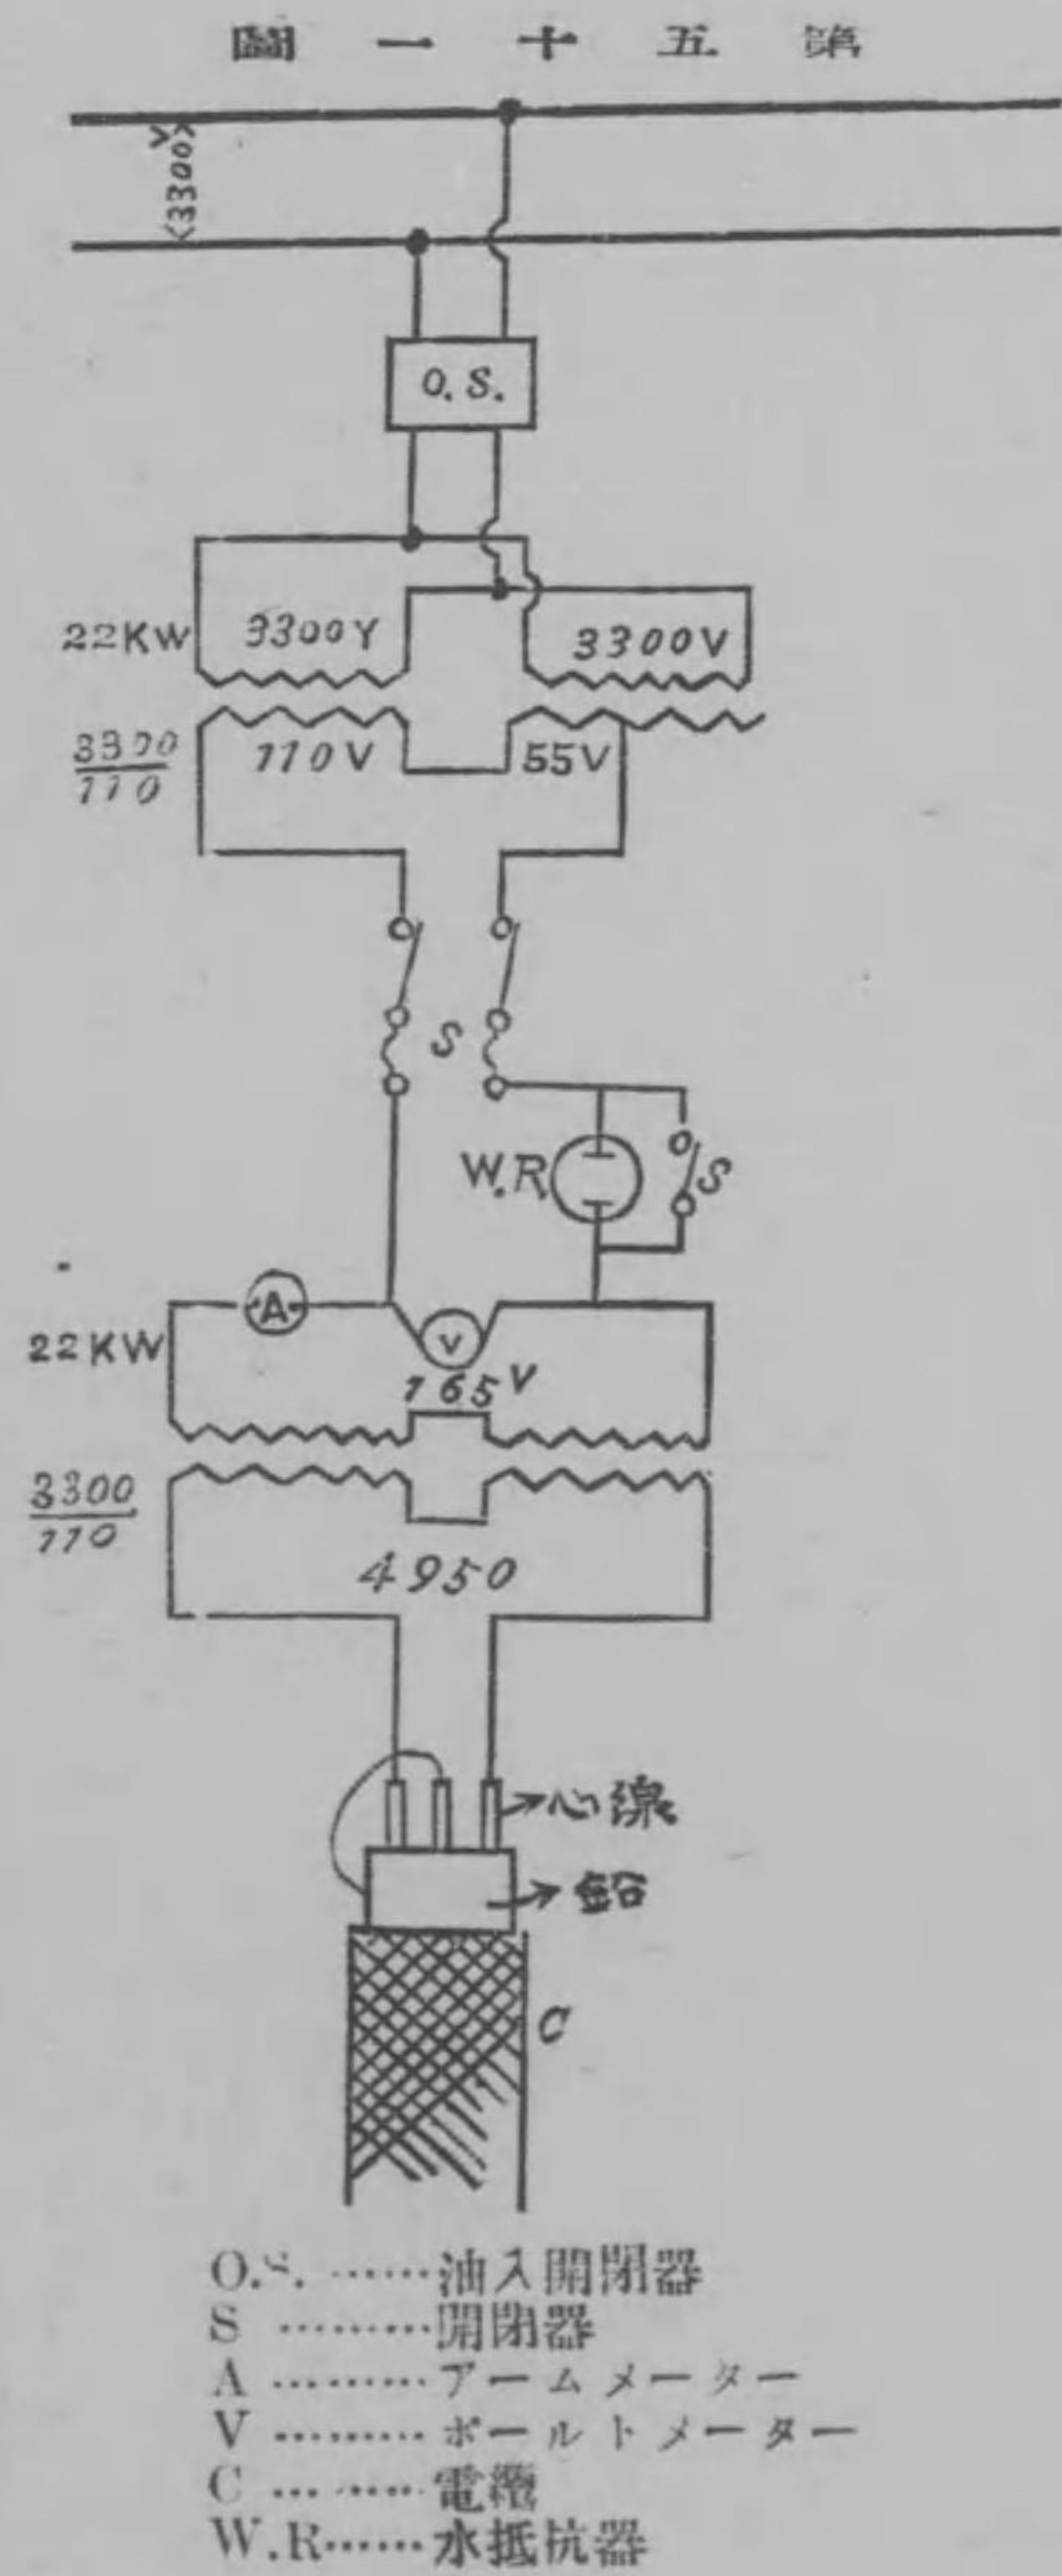 第五十一圖
<3300V>
O.S.
22KW
3300V
3300V
3300
110
110V
55V
S
W.R
S
A
22KW
V
165V
3300
110
4950
心線
鉛
C
O.S. ……油入開閉器
S ………開閉器
A ………アームメーター
V ………ボールトメーター
C ………電纜
W.R……水抵抗器